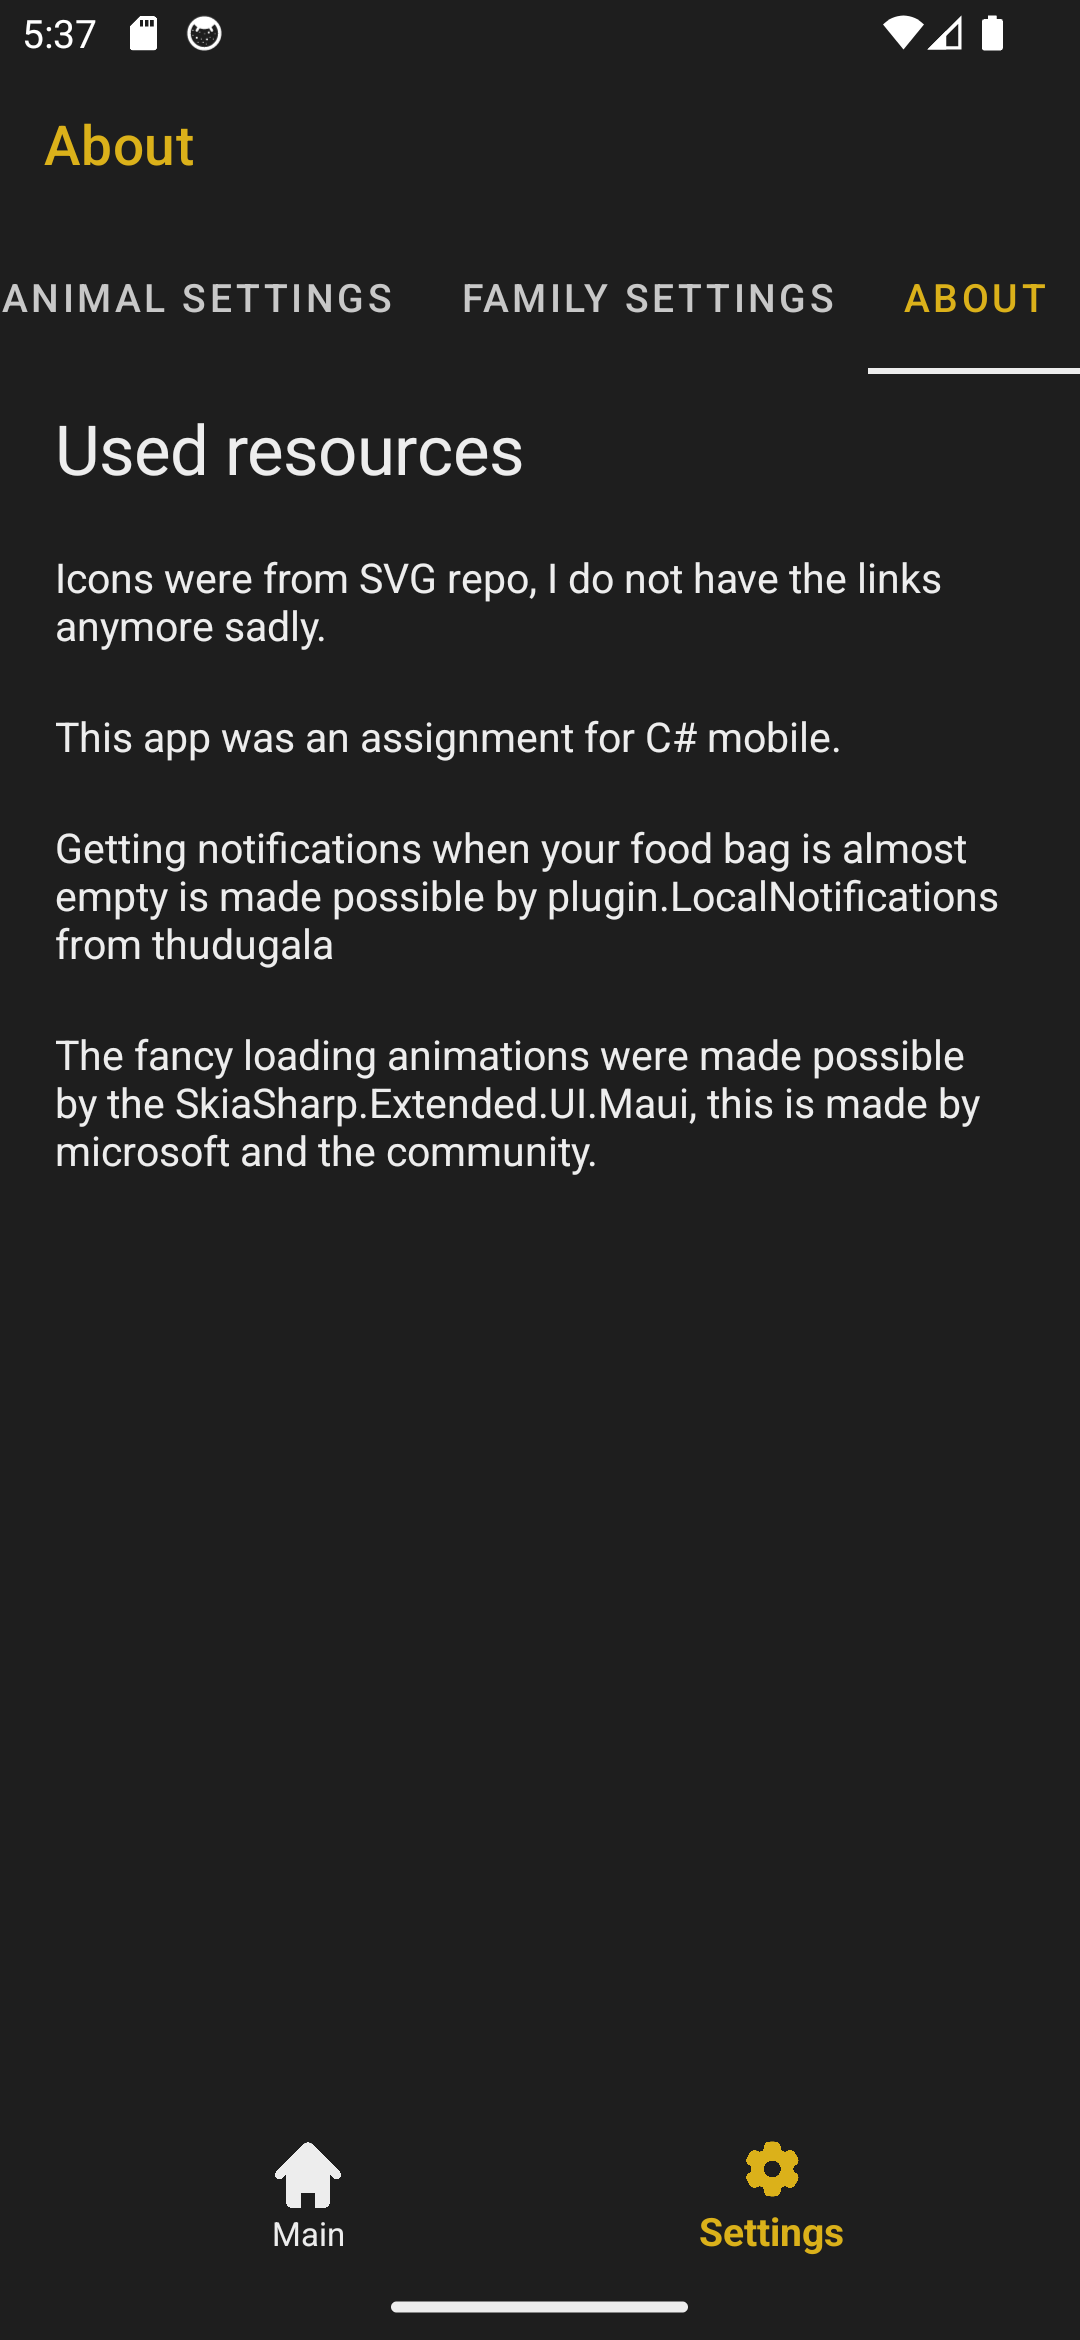 5:37
About
ANIMAL SETTINGS FAMILY SETTINGS ABOUT
Used resources
Icons were from SVG repo, I do not have the links
anymore sadly.
This app was an assignment for C# mobile.
Getting notifications when your food bag is almost
empty is made possible by plugin.LocalNotifications
from thudugala
The fancy loading animations were made possible
by the SkiaSharp.Extended.UI.Maui, this is made by
microsoft and the community.
Main Settings